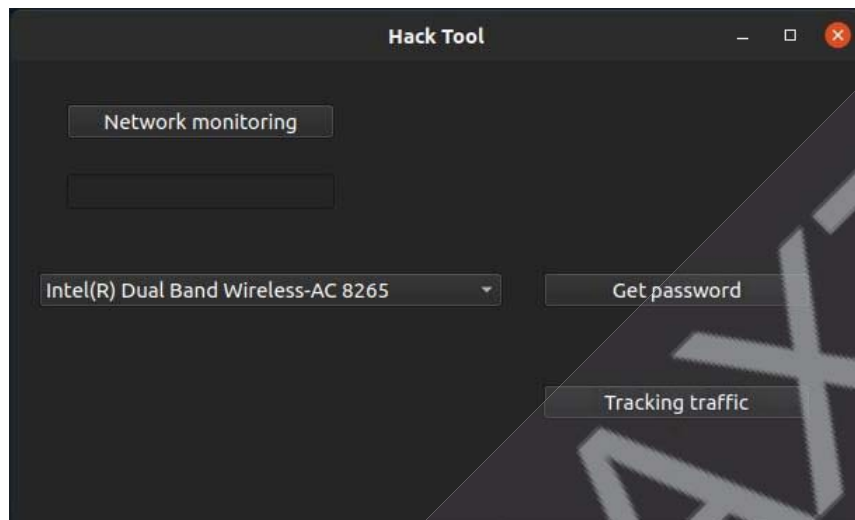 Hack Tool
Network monitoring
Intel(R) Dual Band Wireless-AC 8265
Get password
Tracking traffic